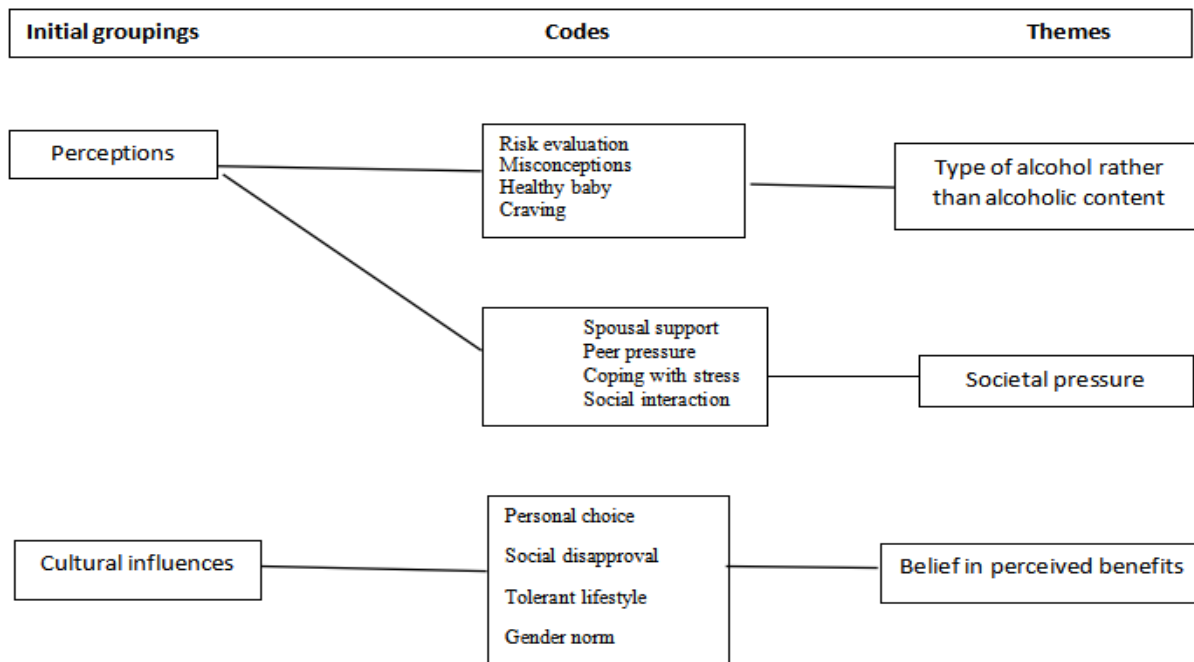 Initial groupings Codes Themes
Perceptions
Risk evaluation
Misconceptions
Healthy baby
Craving
Type of alcohol rather
than alcoholic content
Spousal support
Peer pressure
Coping with stress
Social interaction
Societal pressure
Cultural influences
Personal choice
Social disapproval
Tolerant lifestyle
Gender norm
Belief in perceived benefits